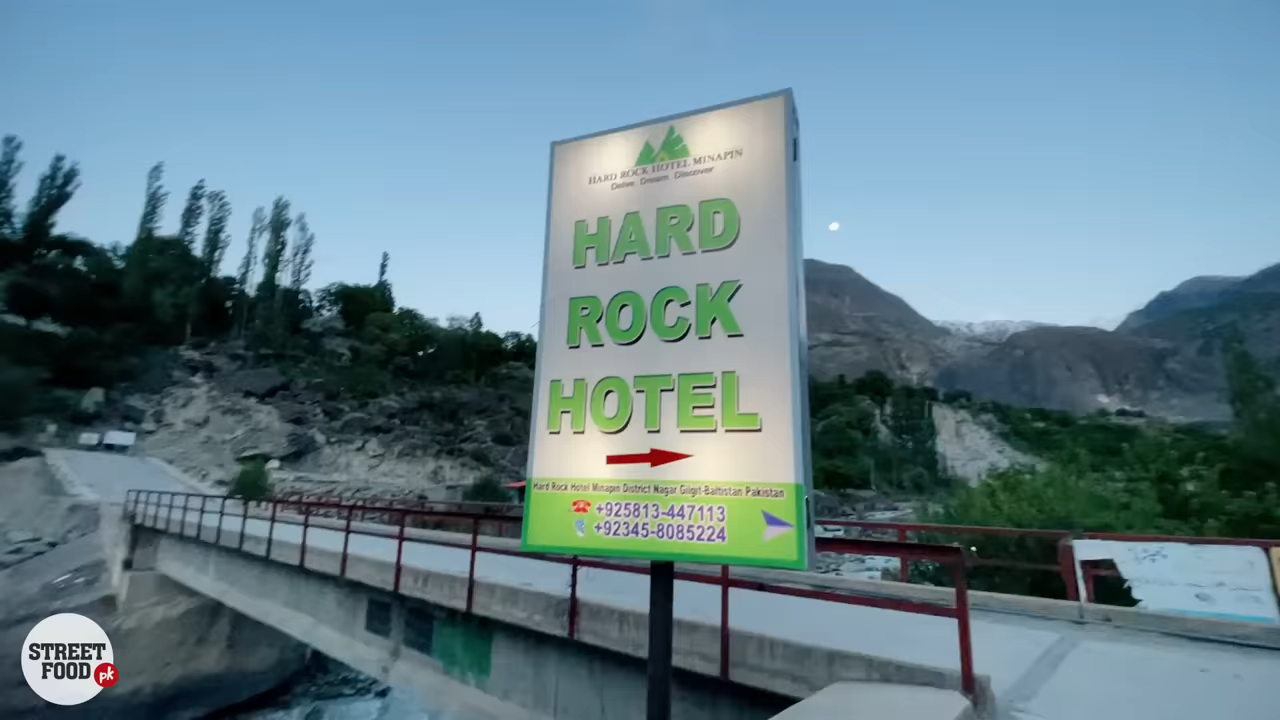 HARD ROCK HOTEL MINAPIN
Delive Dream Discover
HARD
ROCK
HOTEL
Hard Rock Hotel Minapin District Nagar Gilgit-Baltistan Pakistan
+925813-447113
+92345-8085224
STREET
FOOD
pk